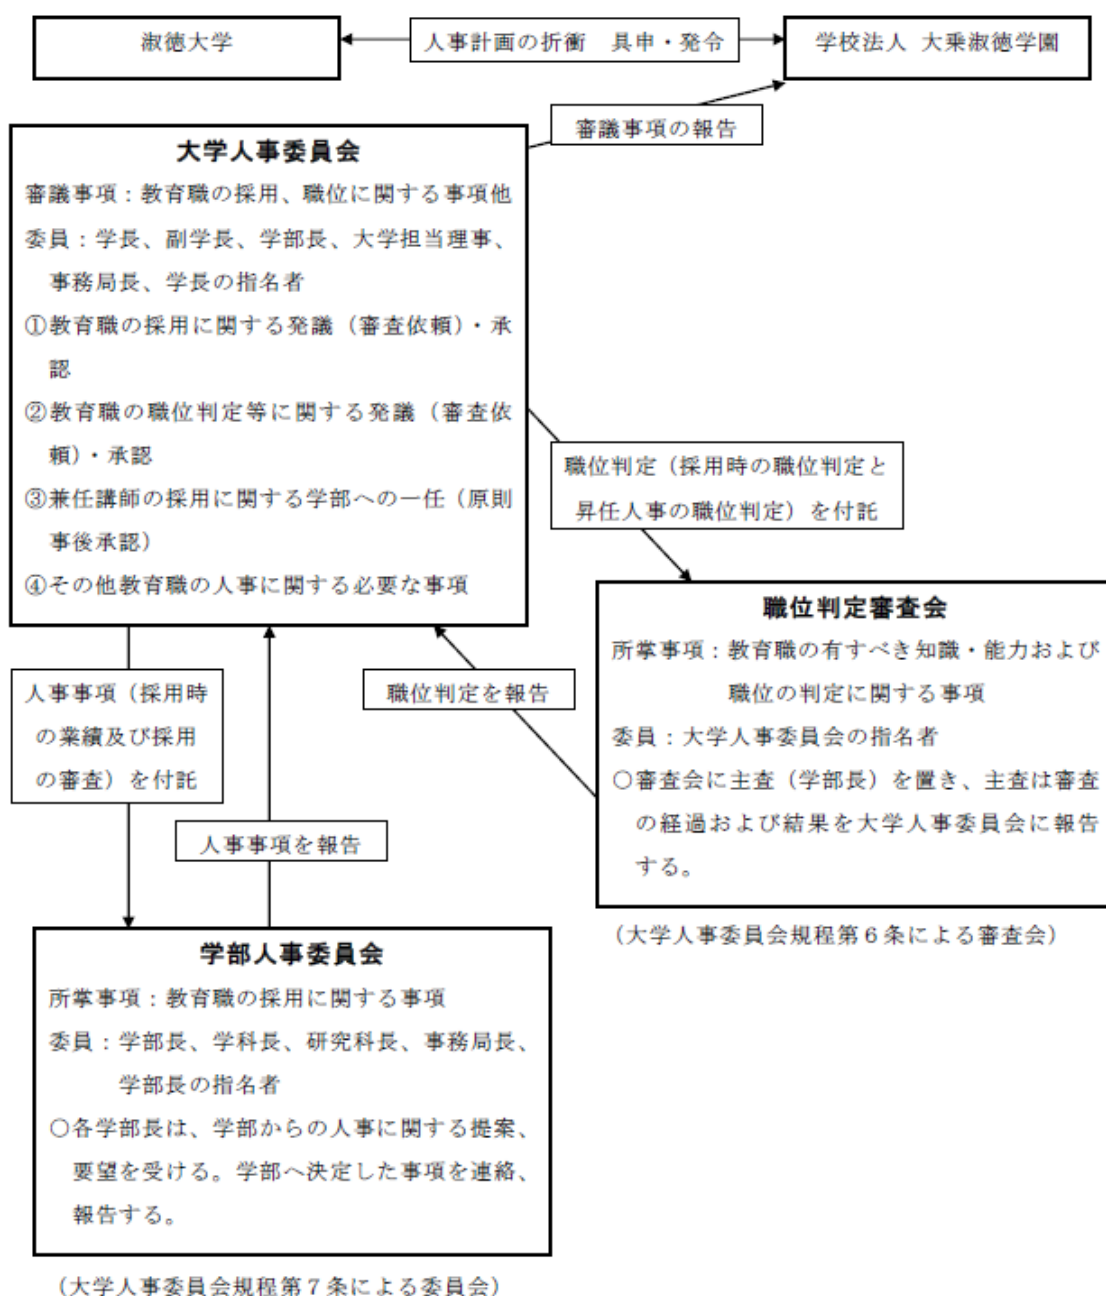 淑徳大学
人事計画の折衝　具申・発令
学校法人 大乗淑徳学園
審議事項の報告
大学人事委員会
審議事項：教育職の採用、職位に関する事項他
委員：学長、副学長、学部長、大学担当理事、
事務局長、学長の指名者
①教育職の採用に関する発議（審査依頼）・承
認
②教育職の職位判定等に関する発議（審査依
頼）・承認
③兼任講師の採用に関する学部への一任（原則
事後承認）
④その他教育職の人事に関する必要な事項
職位判定（採用時の職位判定と
昇任人事の職位判定）を付託
職位判定審査会
所掌事項：教育職の有すべき知識・能力および
職位の判定に関する事項
委員：大学人事委員会の指名者
○審査会に主査（学部長）を置き、主査は審査
の経過および結果を大学人事委員会に報告
する。
（大学人事委員会規程第６条による審査会）
職位判定を報告
人事事項（採用時
の業績及び採用
の審査）を付託
人事事項を報告
学部人事委員会
所掌事項：教育職の採用に関する事項
委員：学部長、学科長、研究科長、事務局長、
学部長の指名者
○各学部長は、学部からの人事に関する提案、
要望を受ける。学部へ決定した事項を連絡、
報告する。
（大学人事委員会規程第７条による委員会）